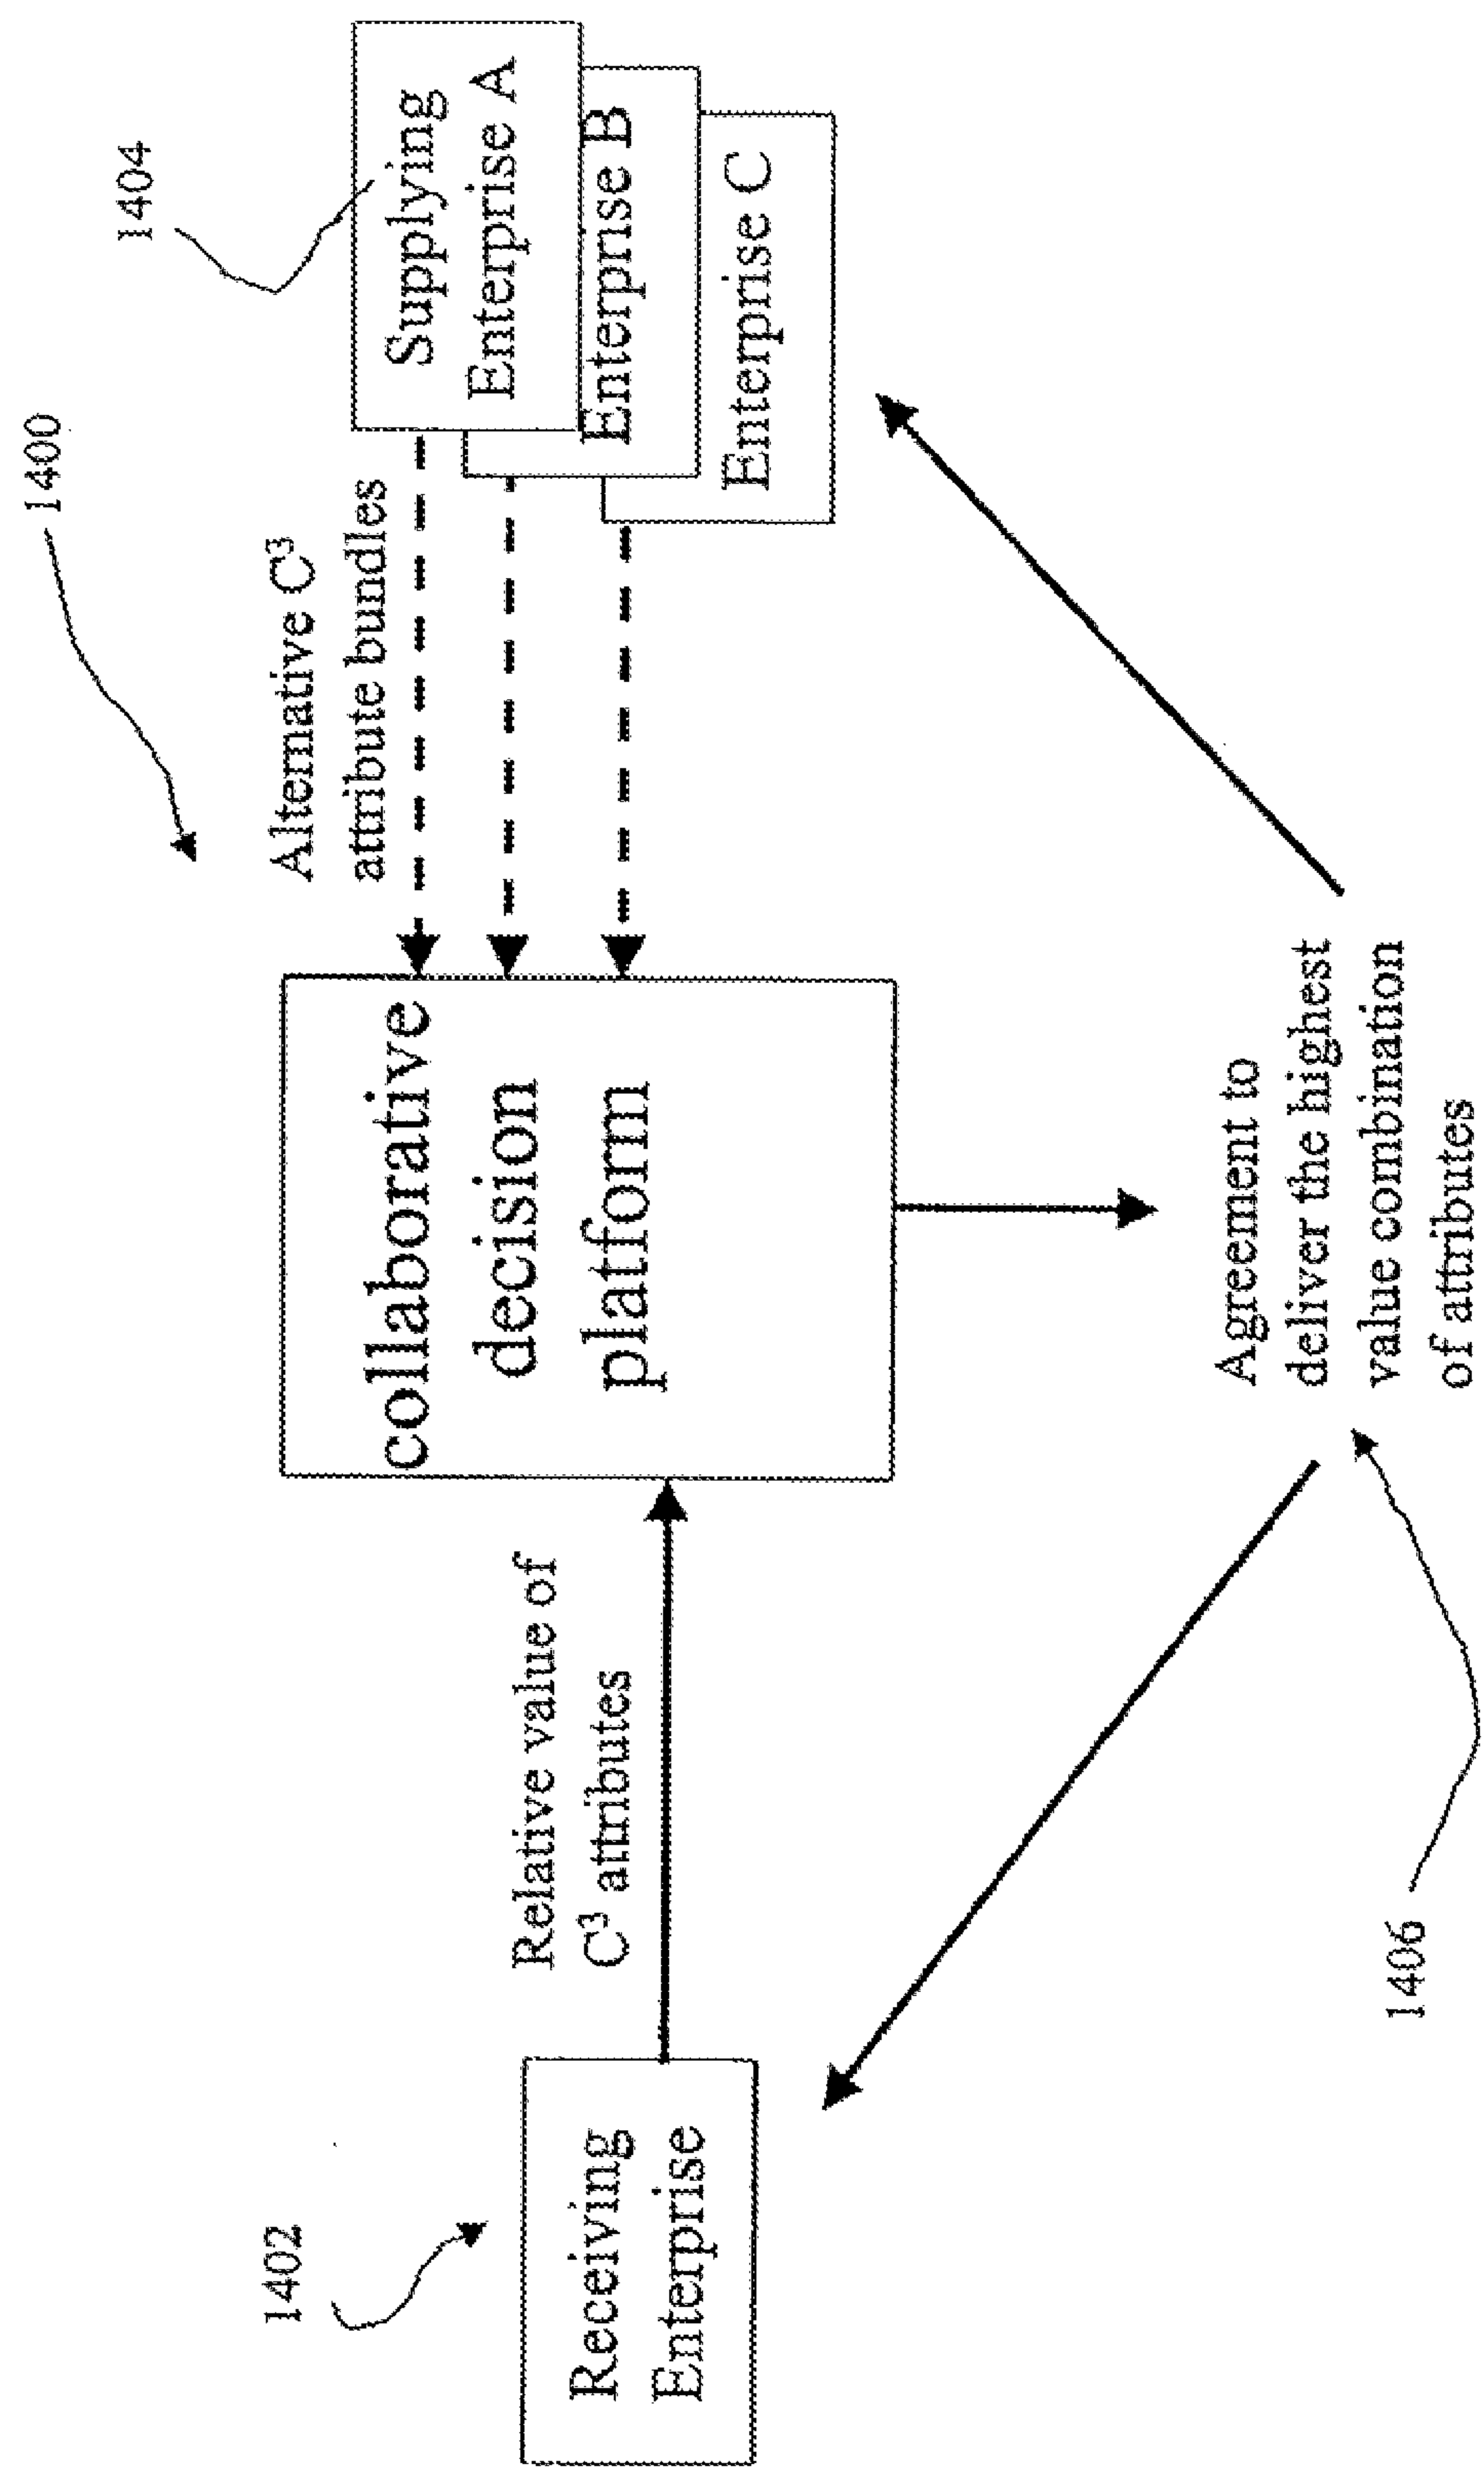 1400
1404
Alternative C³
attribute bundles
Supplying
Enterprise A
Enterprise B
Enterprise C
collaborative
decision
platform
1402
Relative value of
C³ attributes
Receiving
Enterprise
Agreement to
deliver the highest
value combination
of attributes
1406